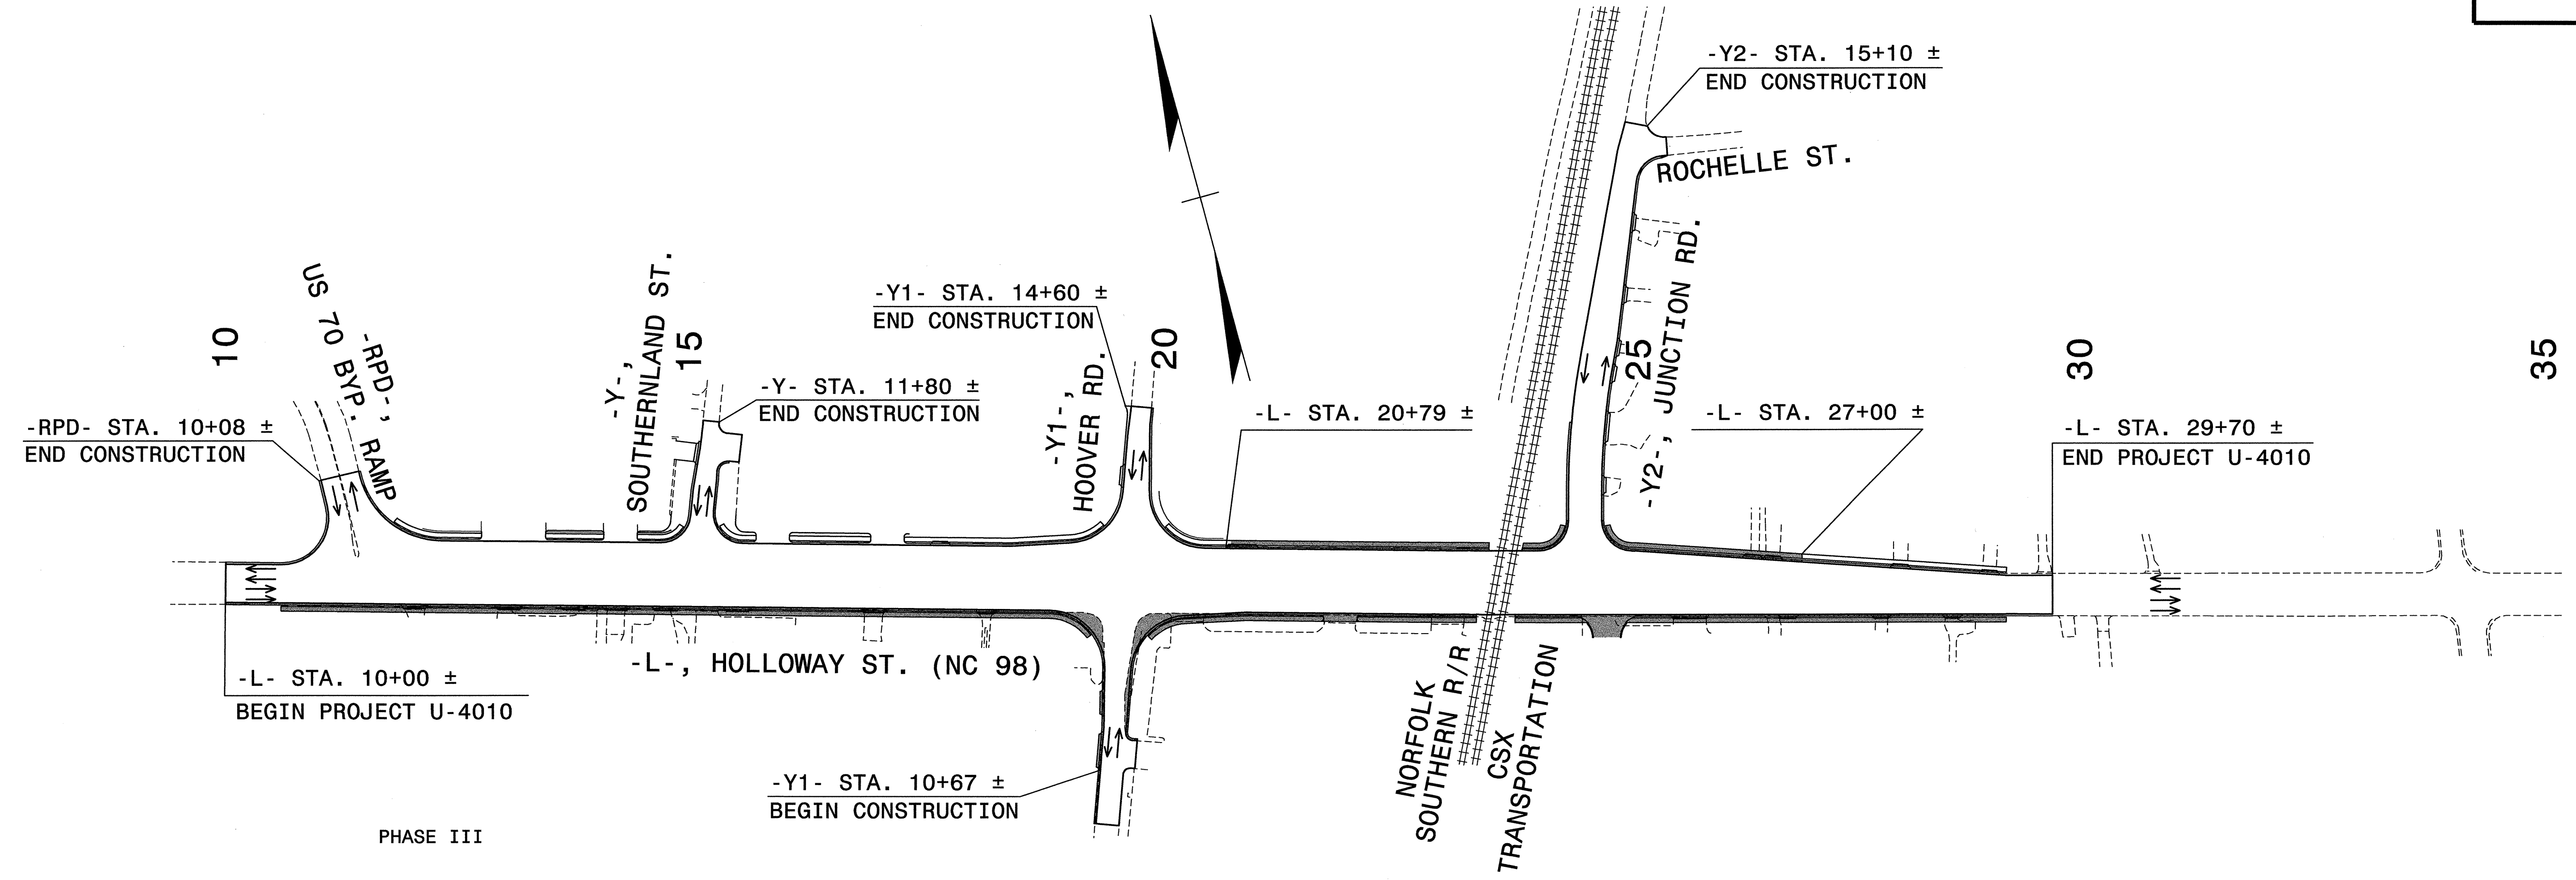 -Y2- STA. 15+10 ±
END CONSTRUCTION
ROCHELLE ST.
-Y2-, JUNCTION RD.
US 70 BYP. RAMP
-RPD-,
-Y-,
SOUTHERNLAND ST.
-Y1- STA. 14+60 ±
END CONSTRUCTION
-Y1-,
HOOVER RD.
10
15
20
25
30
35
-RPD- STA. 10+08 ±
END CONSTRUCTION
-Y- STA. 11+80 ±
END CONSTRUCTION
-L- STA. 20+79 ±
-L- STA. 27+00 ±
-L- STA. 29+70 ±
END PROJECT U-4010
-L-, HOLLOWAY ST. (NC 98)
-L- STA. 10+00 ±
BEGIN PROJECT U-4010
NORFOLK
SOUTHERN R/R
CSX
TRANSPORTATION
-Y1- STA. 10+67 ±
BEGIN CONSTRUCTION
PHASE III